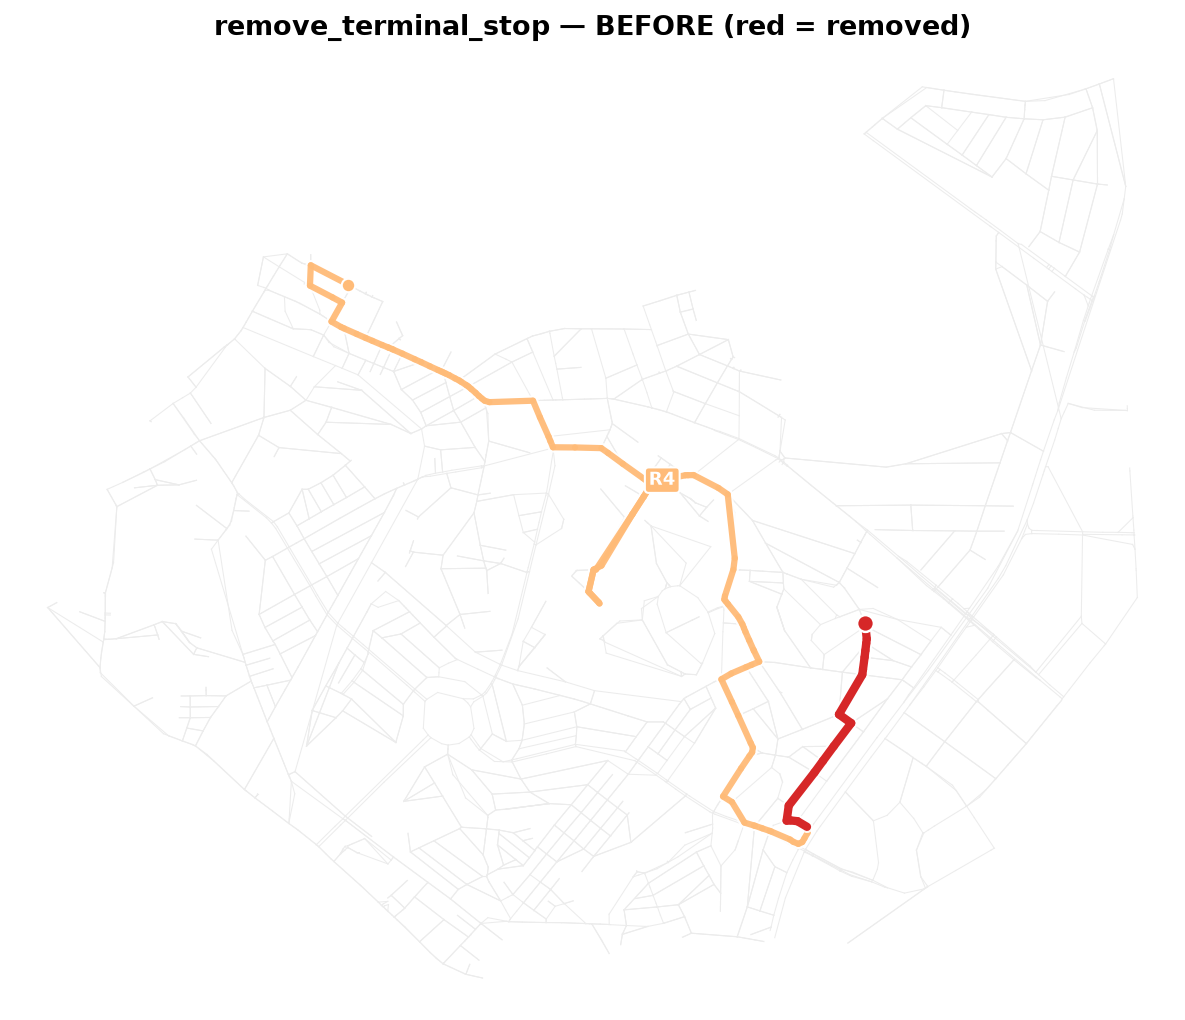 remove_terminal_stop — BEFORE (red = removed)
R4